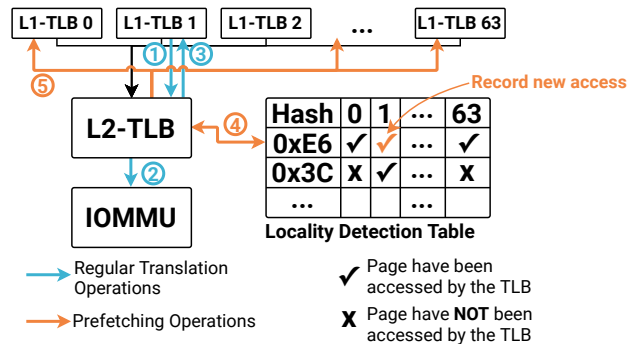 L1-TLB 0 L1-TLB 1 L1-TLB 2 ... L1-TLB 63
① ③
⑤
Record new access
L2-TLB ④
Hash 0 1 ... 63
0xE6 ✓ ✓ ... ✓
0x3C x ✓ ... x
...
②
IOMMU
Locality Detection Table
Regular Translation
Operations
Prefetching Operations
✓ Page have been
accessed by the TLB
x Page have NOT been
accessed by the TLB